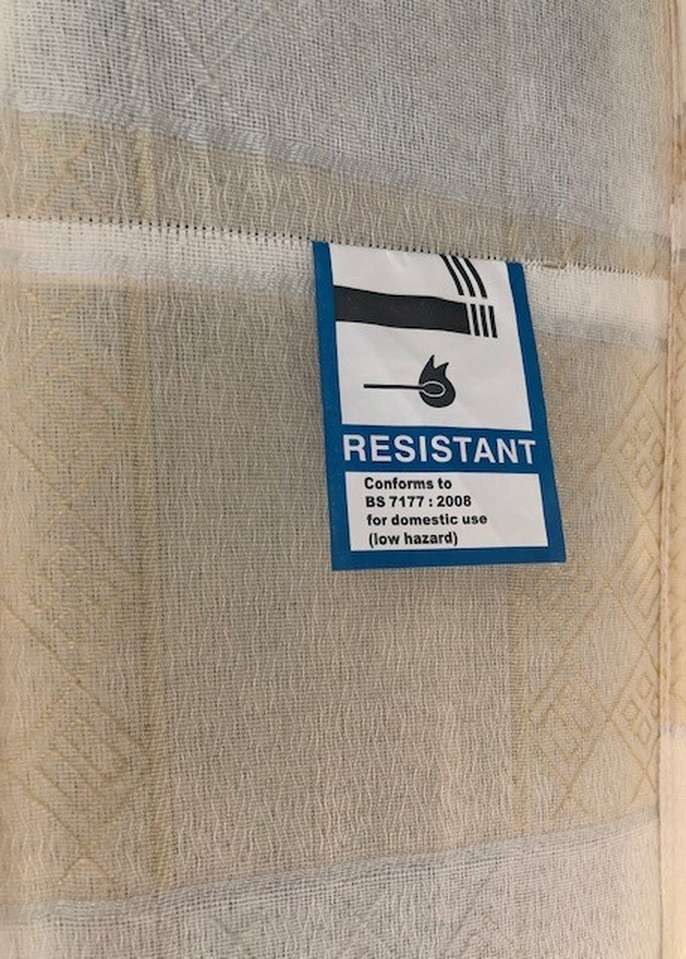 RESISTANT
Conforms to
BS 7177 : 2008
for domestic use
(low hazard)